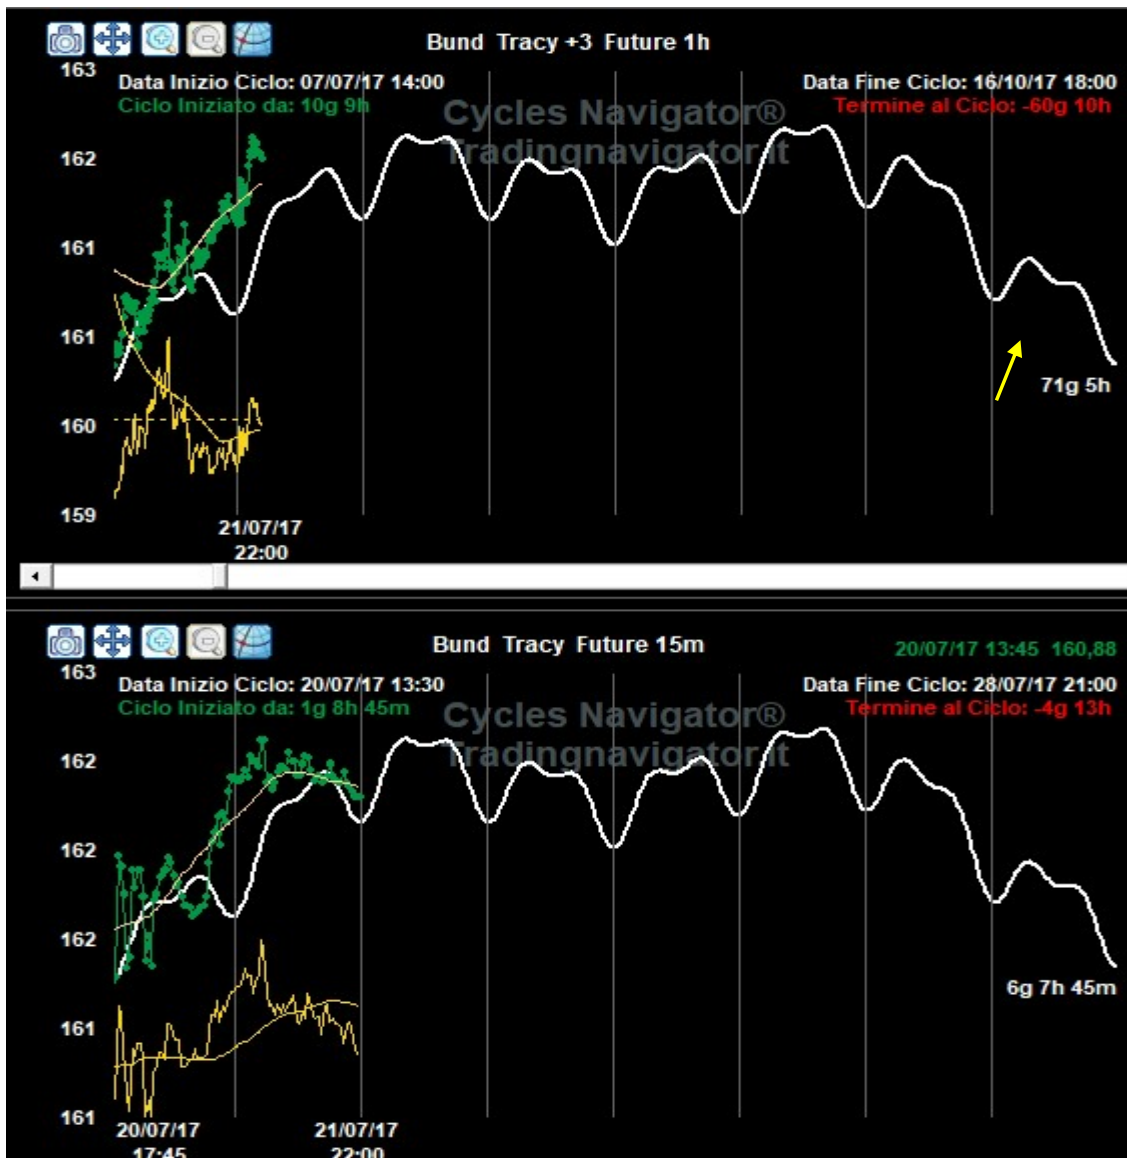 Bund Tracy +3 Future 1h
163
Data Inizio Ciclo: 07/07/17 14:00
Data Fine Ciclo: 16/10/17 18:00
Ciclo Iniziato da: 10g 9h
Termine al Ciclo: -60g 10h
Cycles Navigator®
Tradingnavigator.it
162
161
161
71g 5h
160
159
21/07/17
22:00
Bund Tracy Future 15m
20/07/17 13:45 160,88
163
Data Inizio Ciclo: 20/07/17 13:30
Data Fine Ciclo: 28/07/17 21:00
Ciclo Iniziato da: 1g 8h 45m
Termine al Ciclo: -4g 13h
Cycles Navigator®
Tradingnavigator.it
162
162
162
6g 7h 45m
161
161
20/07/17
21/07/17
17:45
22:00